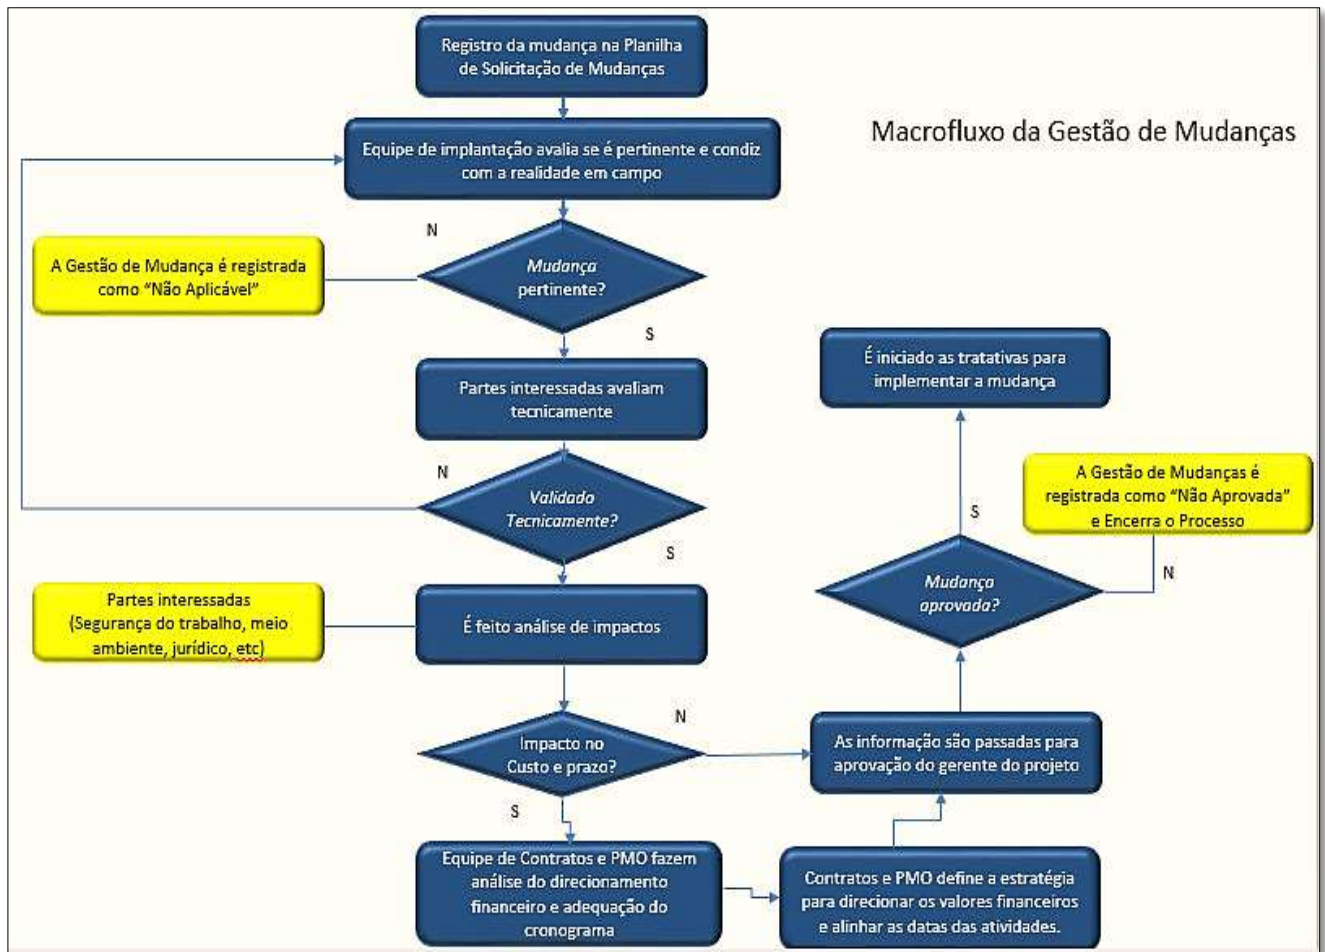 Registro da mudança na Planilha
de Solicitação de Mudanças
Macrofluxo da Gestão de Mudanças
Equipe de implantação avalia se é pertinente e condiz
com a realidade em campo
N
A Gestão de Mudança é registrada
como “Não Aplicável”
Mudança
pertinente?
S
Partes interessadas avaliam
tecnicamente
N
Validado
Tecnicamente?
S
Partes interessadas
(Segurança do trabalho, meio
ambiente, jurídico, etc)
É feito análise de impactos
Impacto no
Custo e prazo?
N
S
Equipe de Contratos e PMO fazem
análise do direcionamento
financeiro e adequação do
cronograma
Contratos e PMO define a estratégia
para direcionar os valores financeiros
e alinhar as datas das atividades.
As informação são passadas para
aprovação do gerente do projeto
Mudança
aprovada?
S
N
É iniciado as tratativas para
implementar a mudança
A Gestão de Mudanças é
registrada como “Não Aprovada”
e Encerra o Processo